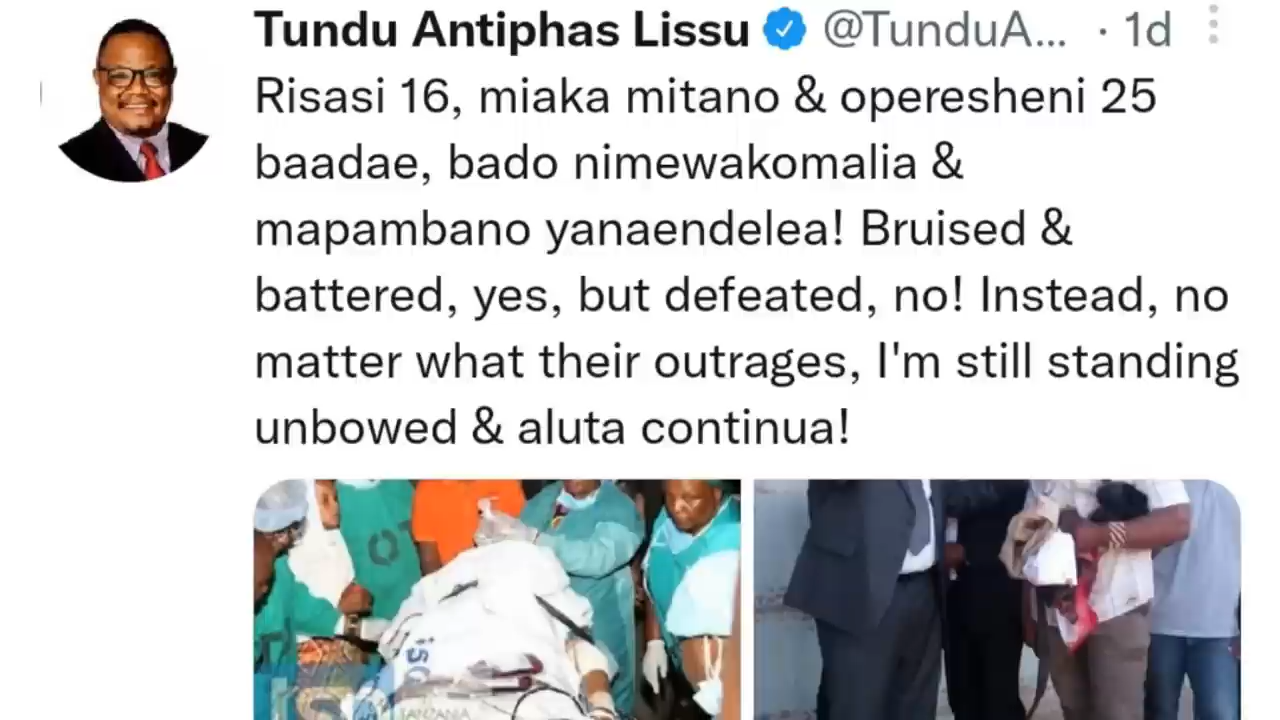 Tundu Antiphas Lissu @TunduA... · 1d
Risasi 16, miaka mitano & operesheni 25
baadae, bado nimewakomalia &
mapambano yanaendelea! Bruised &
battered, yes, but defeated, no! Instead, no
matter what their outrages, I'm still standing
unbowed & aluta continua!
TANZANIA